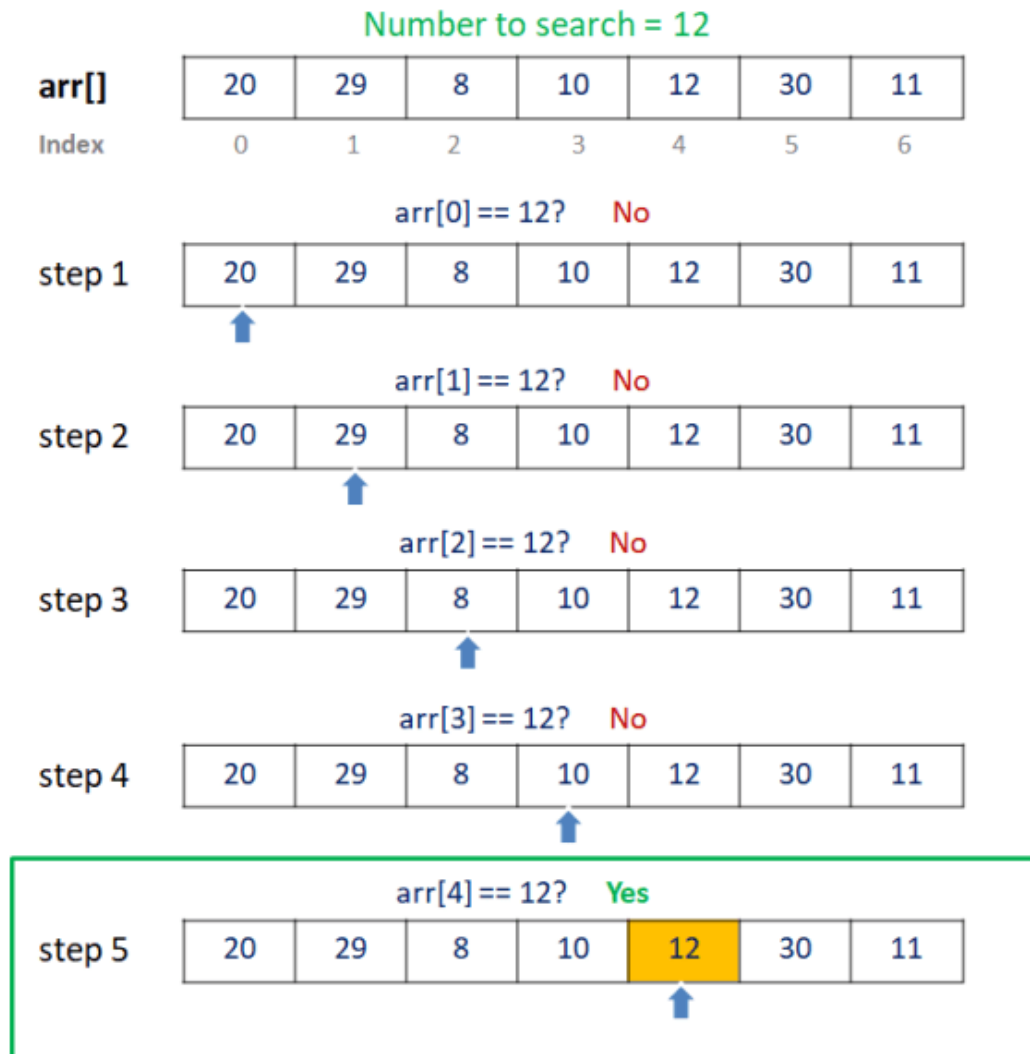 Number to search = 12
arr[] 20 29 8 10 12 30 11
Index 0 1 2 3 4 5 6
arr[0] == 12? No
step 1 20 29 8 10 12 30 11
arr[1] == 12? No
step 2 20 29 8 10 12 30 11
arr[2] == 12? No
step 3 20 29 8 10 12 30 11
arr[3] == 12? No
step 4 20 29 8 10 12 30 11
arr[4] == 12? Yes
step 5 20 29 8 10 12 30 11